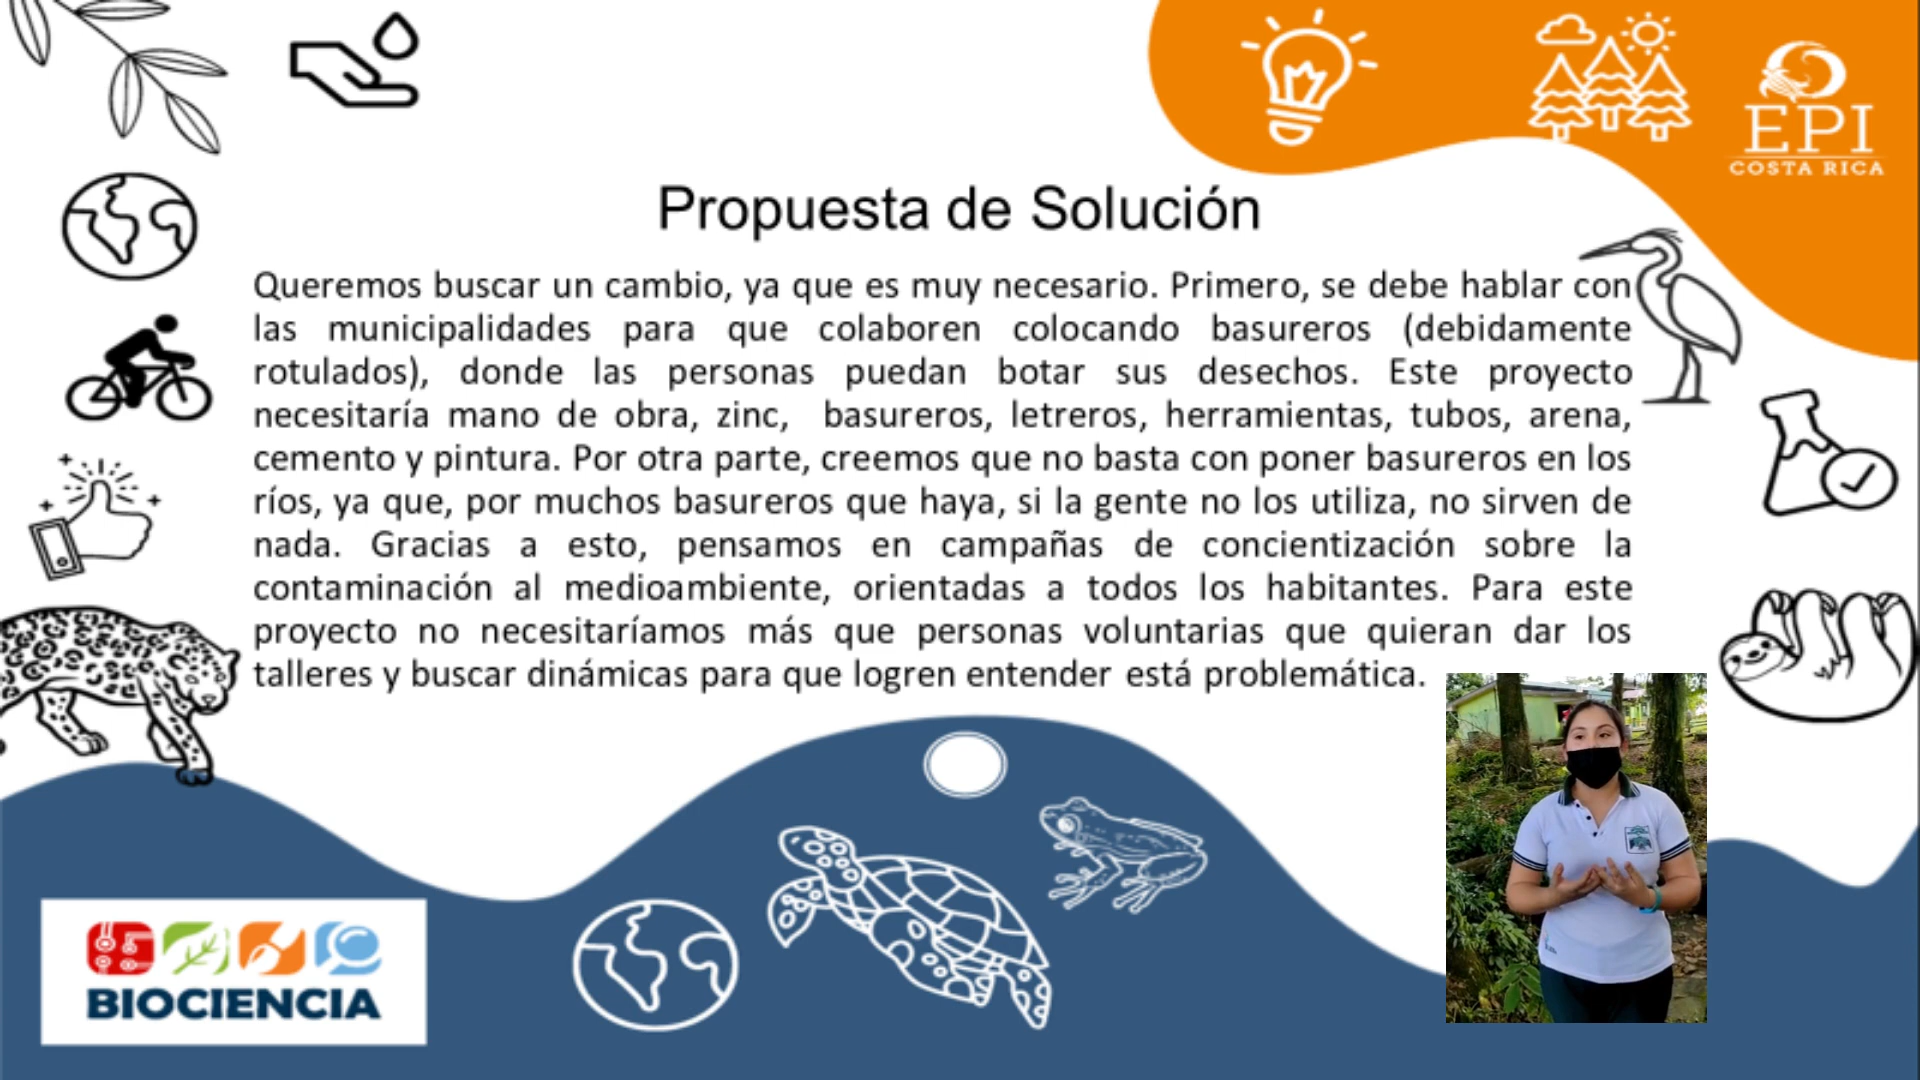 EPI
COSTA RICA
Propuesta de Solución
Queremos buscar un cambio, ya que es muy necesario. Primero, se debe hablar con
las municipalidades para que colaboren colocando basureros (debidamente
rotulados), donde las personas puedan botar sus desechos. Este proyecto
necesitaría mano de obra, zinc, basureros, letreros, herramientas, tubos, arena,
cemento y pintura. Por otra parte, creemos que no basta con poner basureros en los
ríos, ya que, por muchos basureros que haya, si la gente no los utiliza, no sirven de
nada. Gracias a esto, pensamos en campañas de concientización sobre la
contaminación al medioambiente, orientadas a todos los habitantes. Para este
proyecto no necesitaríamos más que personas voluntarias que quieran dar los
talleres y buscar dinámicas para que logren entender está problemática.
BIOCIENCIA